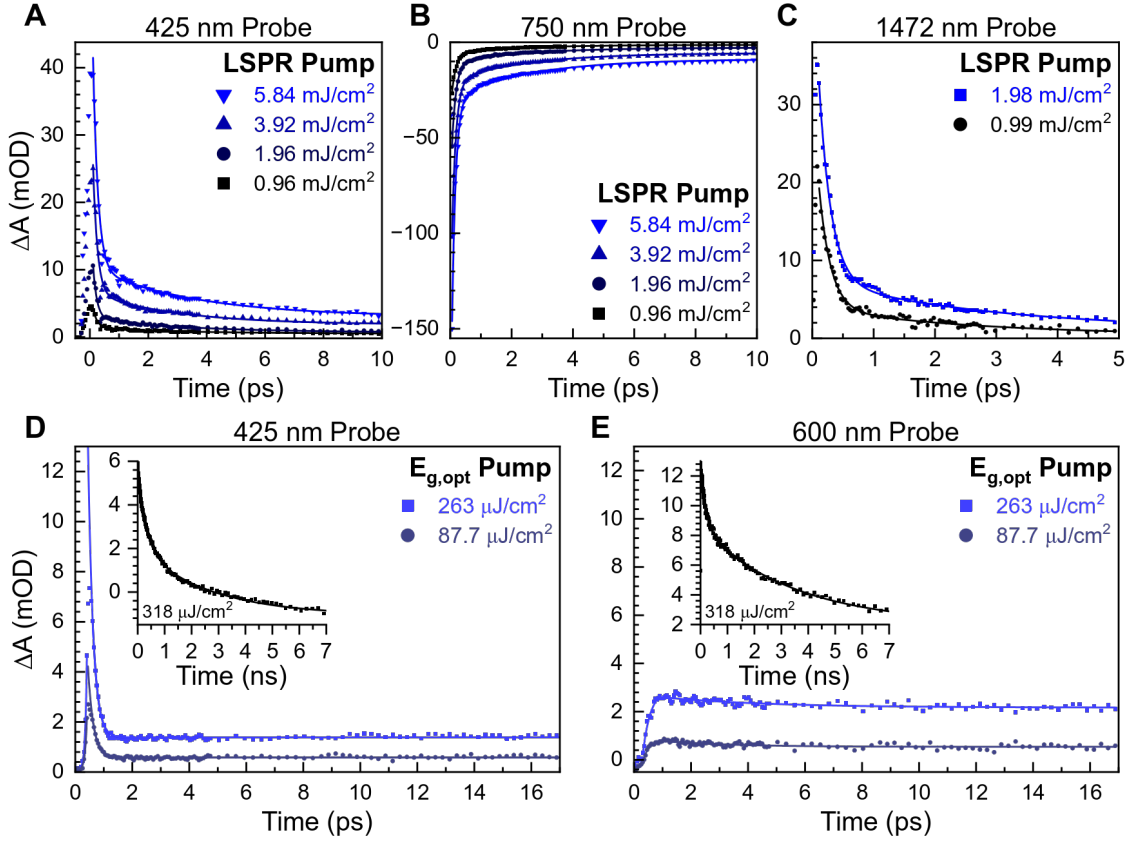 A
425 nm Probe
LSPR Pump
5.84 mJ/cm²
3.92 mJ/cm²
1.96 mJ/cm²
0.96 mJ/cm²
ΔA (mOD)
40
30
20
10
0
0 2 4 6 8 10
Time (ps)
B
750 nm Probe
0
−50
−100
−150
LSPR Pump
5.84 mJ/cm²
3.92 mJ/cm²
1.96 mJ/cm²
0.96 mJ/cm²
0 2 4 6 8 10
Time (ps)
C
1472 nm Probe
LSPR Pump
1.98 mJ/cm²
0.99 mJ/cm²
30
20
10
0
0 1 2 3 4 5
Time (ps)
D
425 nm Probe
Eg,opt Pump
263 μJ/cm²
87.7 μJ/cm²
ΔA (mOD)
12
10
8
6
4
2
0
6
4
2
0
318 μJ/cm²
0 1 2 3 4 5 6 7
Time (ns)
0 2 4 6 8 10 12 14 16
Time (ps)
E
600 nm Probe
Eg,opt Pump
263 μJ/cm²
87.7 μJ/cm²
12
10
8
6
4
2
0
12
10
8
6
4
2
318 μJ/cm²
0 1 2 3 4 5 6 7
Time (ns)
0 2 4 6 8 10 12 14 16
Time (ps)